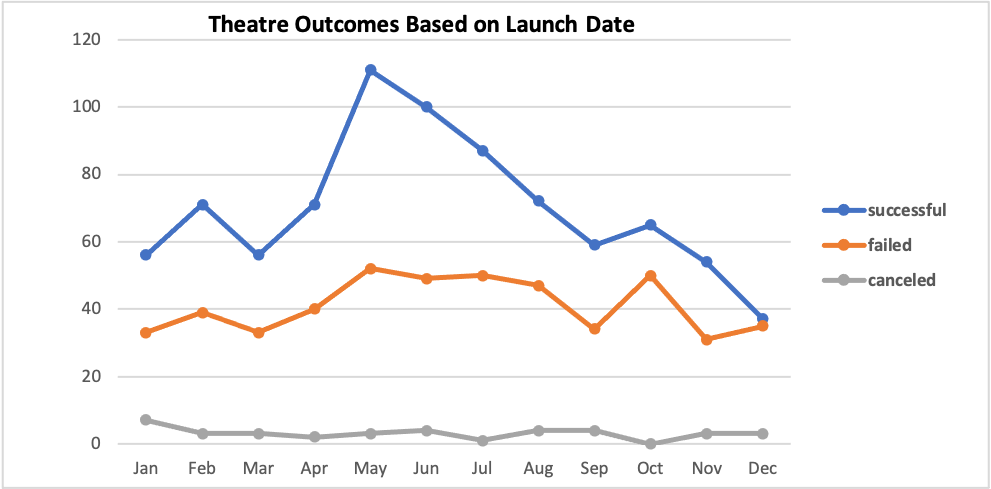 Theatre Outcomes Based on Launch Date
120
100
80
60
40
20
0
Jan Feb Mar Apr May Jun Jul Aug Sep Oct Nov Dec
successful
failed
canceled